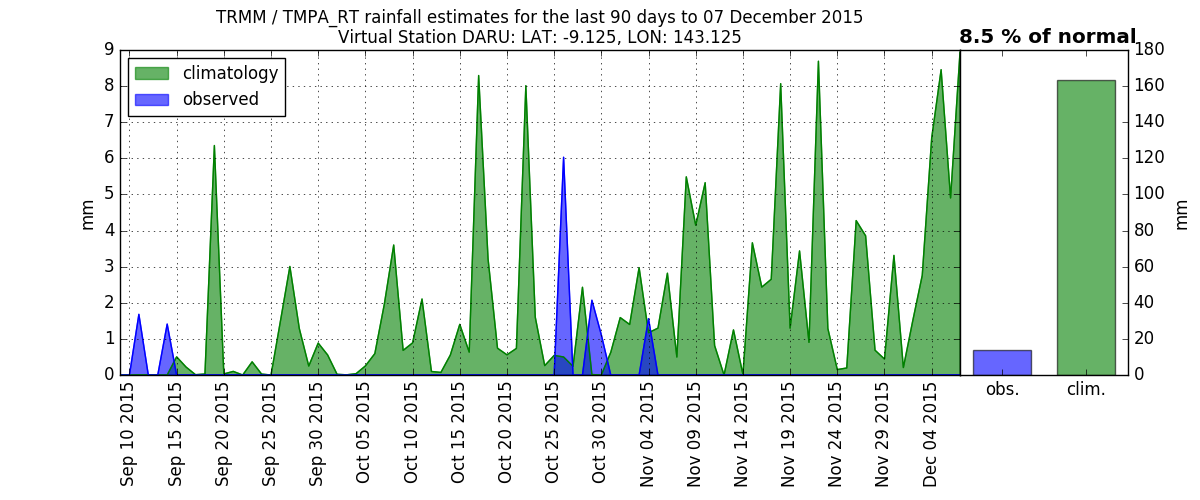 TRMM / TMPA_RT rainfall estimates for the last 90 days to 07 December 2015
Virtual Station DARU: LAT: -9.125, LON: 143.125
8.5 % of normal
climatology
observed
mm
9
8
7
6
5
4
3
2
1
0
Sep 10 2015
Sep 15 2015
Sep 20 2015
Sep 25 2015
Sep 30 2015
Oct 05 2015
Oct 10 2015
Oct 15 2015
Oct 20 2015
Oct 25 2015
Oct 30 2015
Nov 04 2015
Nov 09 2015
Nov 14 2015
Nov 19 2015
Nov 24 2015
Nov 29 2015
Dec 04 2015
180
160
140
120
100
80
60
40
20
0
mm
obs.
clim.